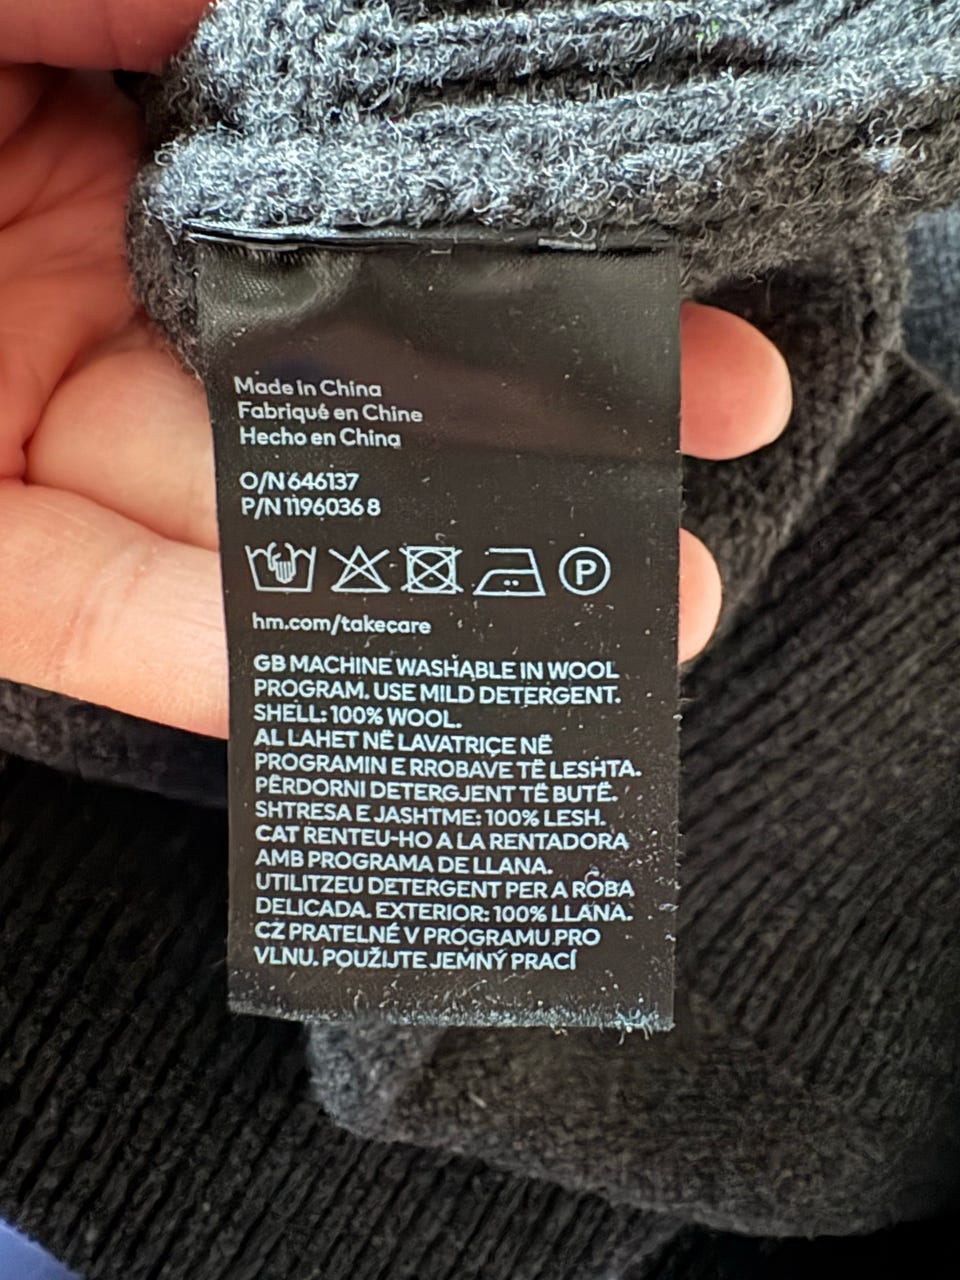 Made in China
Fabriqué en Chine
Hecho en China
O/N 646137
P/N 1196036 8
P
hm.com/takecare
GB MACHINE WASHABLE IN WOOL
PROGRAM. USE MILD DETERGENT.
SHELL: 100% WOOL.
AL LAHET NË LAVATRIÇE NË
PROGRAMIN E RROBAVE TË LESHTA.
PËRDORNI DETERGJENT TË BUTË.
SHTRESA E JASHTME: 100% LESH.
CAT RENTEU-HO A LA RENTADORA
AMB PROGRAMA DE LLANA.
UTILITZEU DETERGENT PER A ROBA
DELICADA. EXTERIOR: 100% LLANA.
CZ PRATELNÉ V PROGRAMU PRO
VLNU. POUŽIJTE JEMNÝ PRACÍ